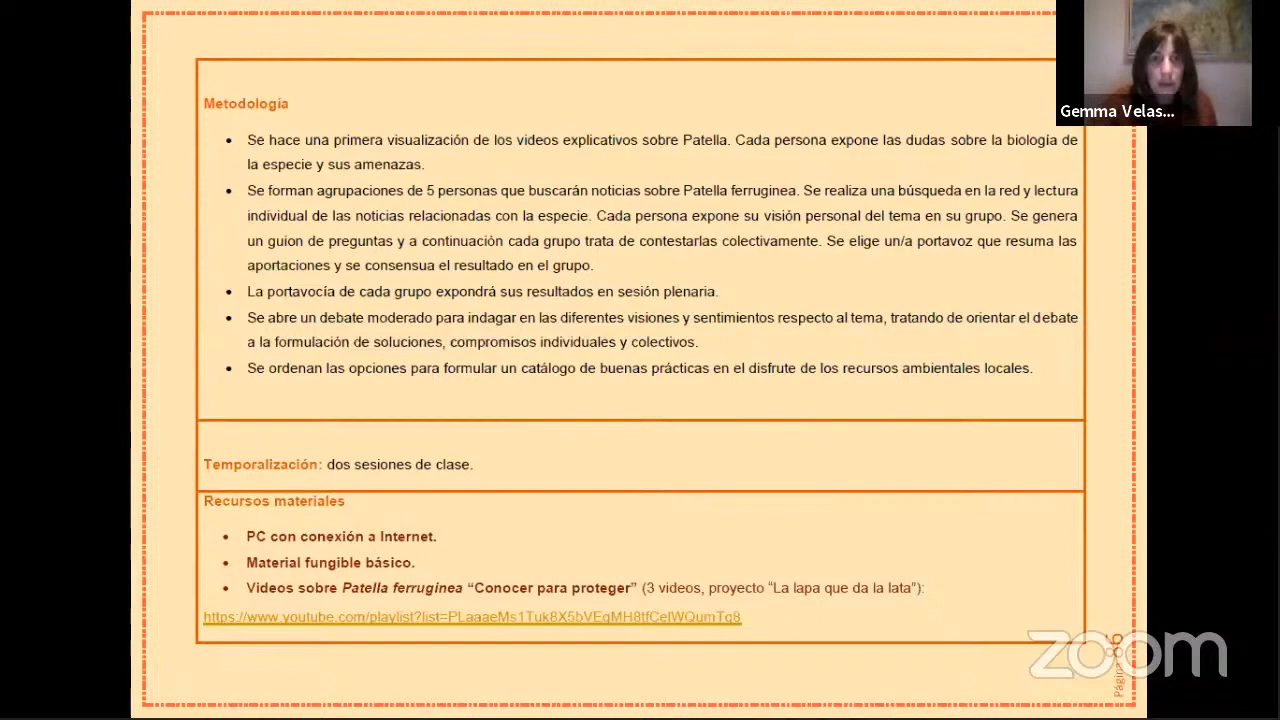 Gemma Velas...
Metodología
• Se hace una primera visualización de los videos explicativos sobre Patella. Cada persona expone las dudas sobre la biología de
la especie y sus amenazas.
• Se forman agrupaciones de 5 personas que buscarán noticias sobre Patella ferruginea. Se realiza una búsqueda en la red y lectura
individual de las noticias relacionadas con la especie. Cada persona expone su visión personal del tema en su grupo. Se genera
un guion de preguntas y a continuación cada grupo trata de contestarlas colectivamente. Se elige un/a portavoz que resuma las
aportaciones y se consensua el resultado en el grupo.
• La portavocía de cada grupo expondrá sus resultados en sesión plenaria.
• Se abre un debate moderado para indagar en las diferentes visiones y sentimientos respecto al tema, tratando de orientar el debate
a la formulación de soluciones, compromisos individuales y colectivos.
• Se ordenan las opciones para formular un catálogo de buenas prácticas en el disfrute de los recursos ambientales locales.
Temporalización: dos sesiones de clase.
Recursos materiales
• PC con conexión a Internet.
• Material fungible básico.
• Videos sobre Patella ferruginea “Conocer para proteger” (3 videos, proyecto “La lapa que da la lata”):
https://www.youtube.com/playlist?list=PLaaaeMs1Tuk8X5bVEgMH8tfCelWQumTq8
Página 86
zoom